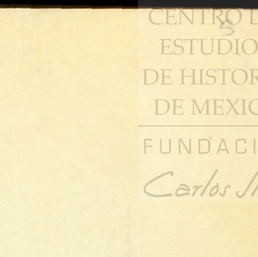 CENTRO D
ESTUDIO
DE HISTOR
DE MEXIC
FUNDACI
Carlos Sl